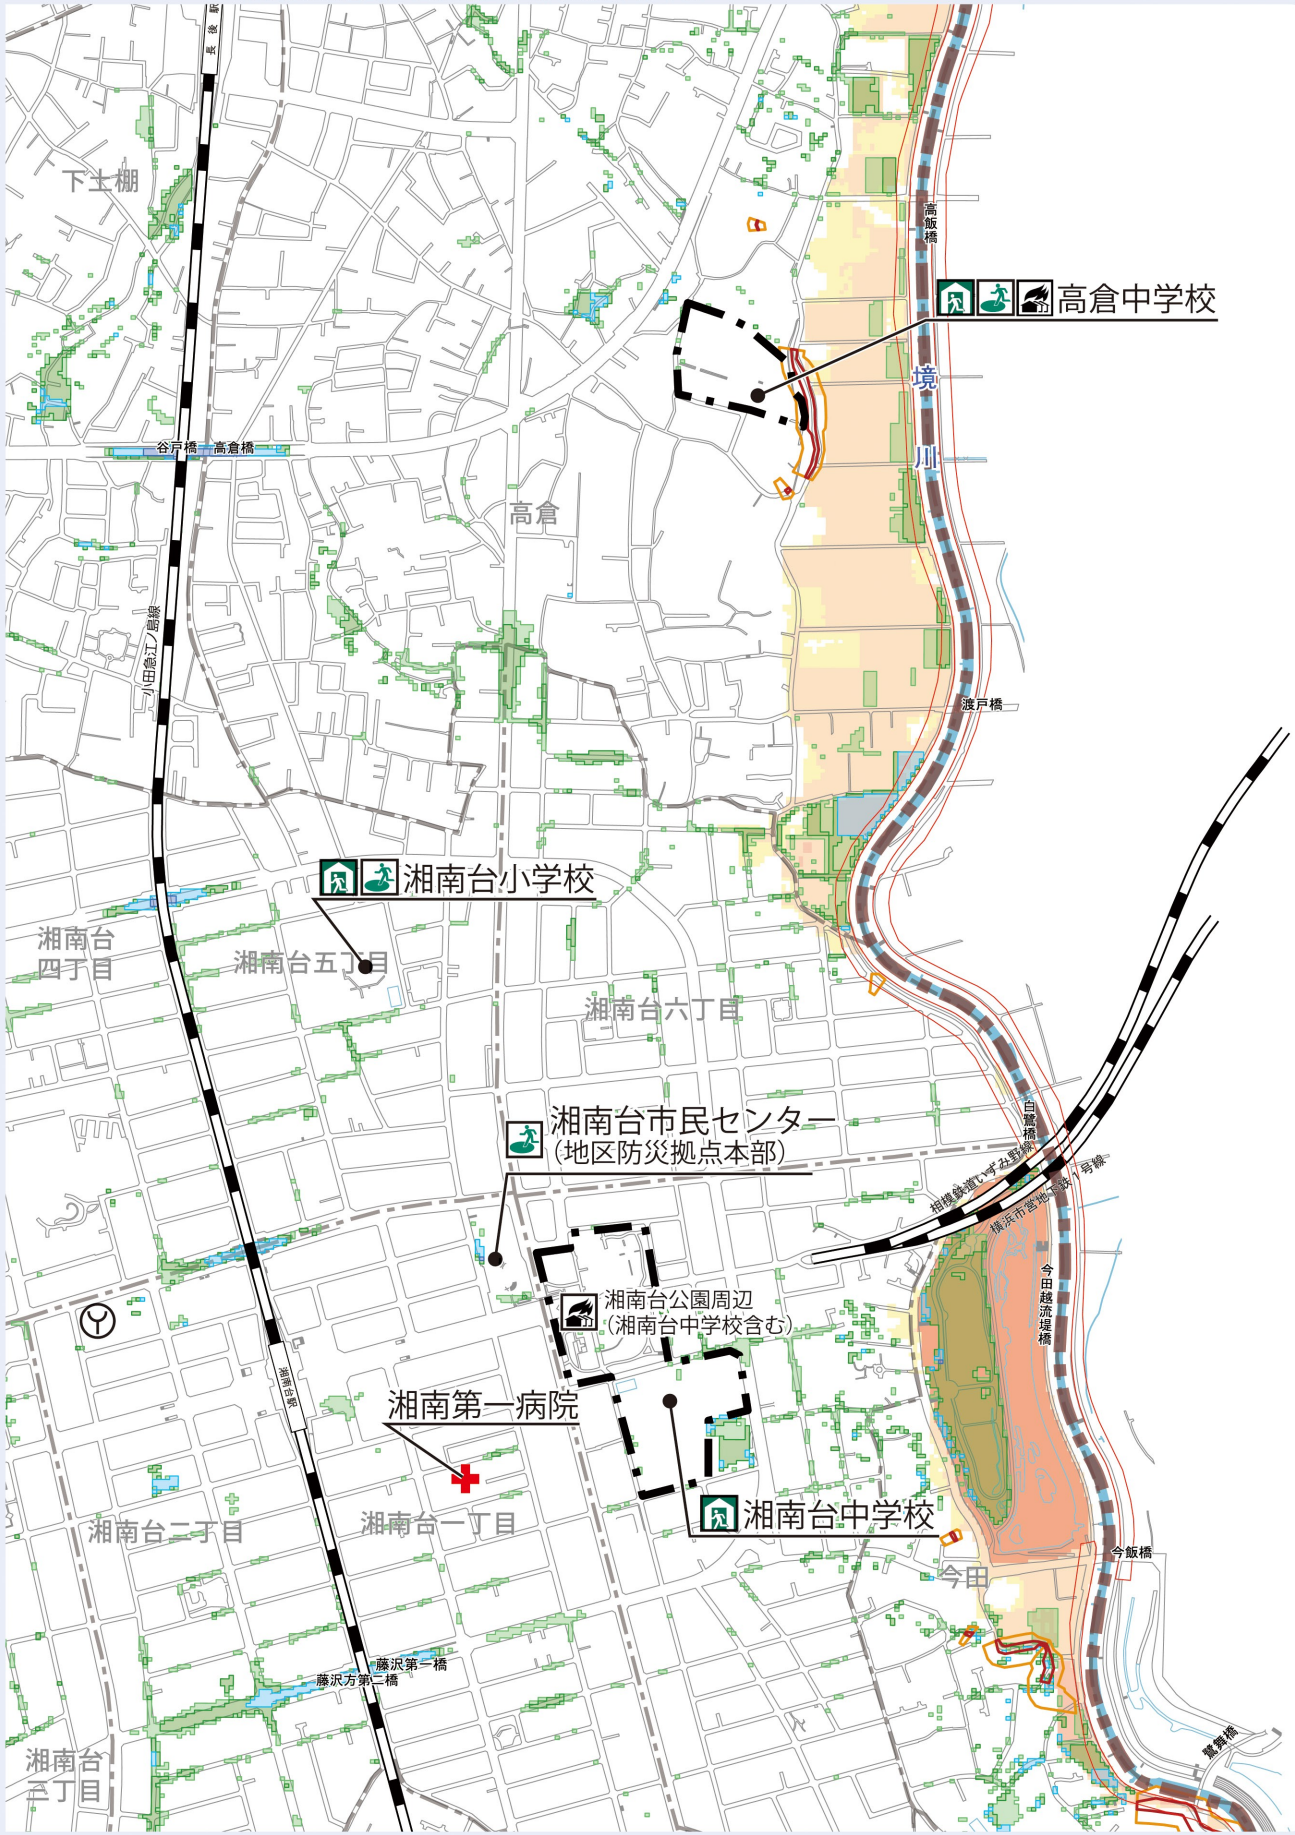 長後駅
下土棚
高飯橋
高倉中学校
境川
谷戸橋
高倉橋
高倉
小田急江ノ島線
渡戸橋
湘南台小学校
湘南台
四丁目
湘南台五丁目
湘南台六丁目
湘南台市民センター
(地区防災拠点本部)
白鷺橋
相模鉄道いずみ野線
横浜市営地下鉄1号線
今田越流堤橋
湘南台公園周辺
(湘南台中学校含む)
湘南台駅
湘南第一病院
湘南台中学校
湘南台二丁目
湘南台一丁目
今飯橋
今田
藤沢第一橋
藤沢方第二橋
鷺舞橋
湘南台
三丁目